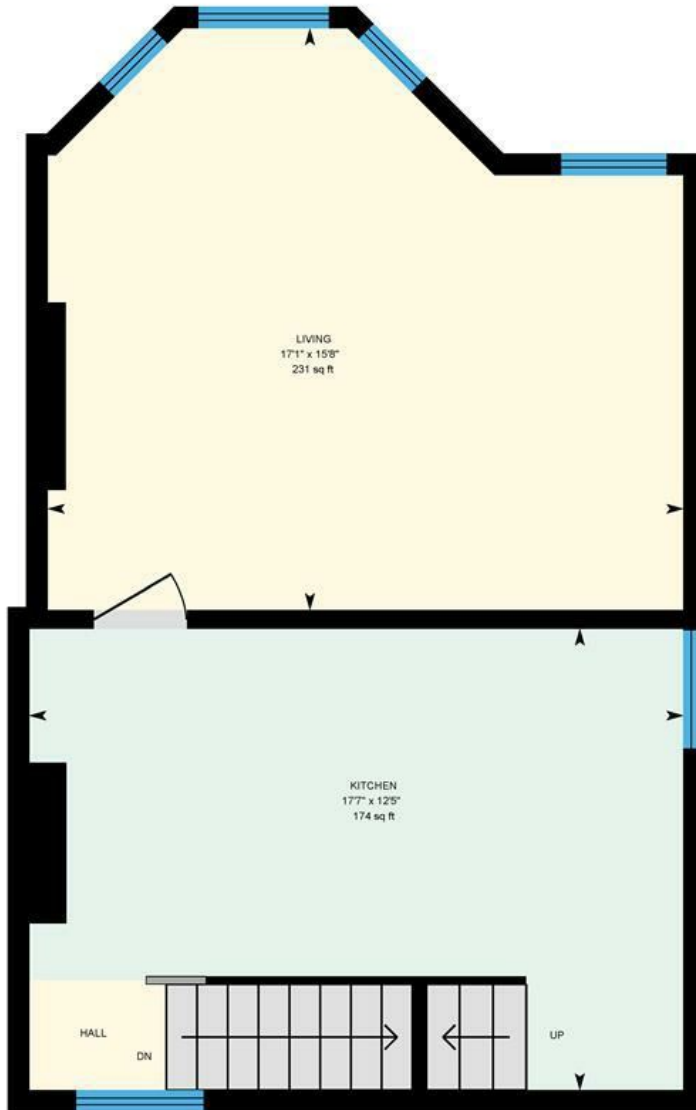 LIVING
17'1" x 15'8"
231 sq ft
KITCHEN
17'7" x 12'5"
174 sq ft
HALL
DN
UP